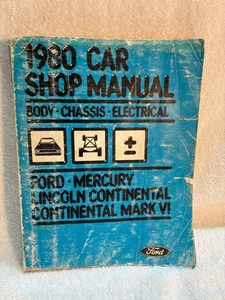 1980 CAR
SHOP MANUAL
BODY · CHASSIS · ELECTRICAL
FORD · MERCURY
LINCOLN CONTINENTAL
CONTINENTAL MARK VI
Ford